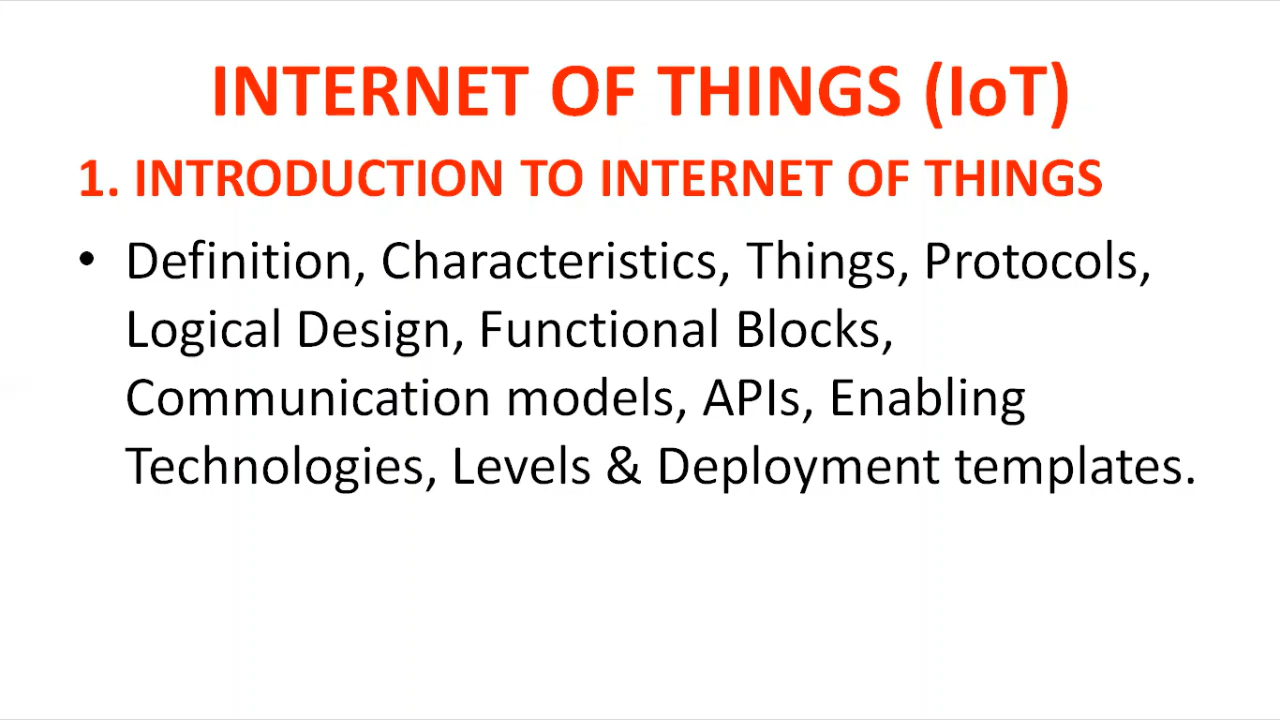 INTERNET OF THINGS (IoT)
1. INTRODUCTION TO INTERNET OF THINGS
• Definition, Characteristics, Things, Protocols,
Logical Design, Functional Blocks,
Communication models, APIs, Enabling
Technologies, Levels & Deployment templates.